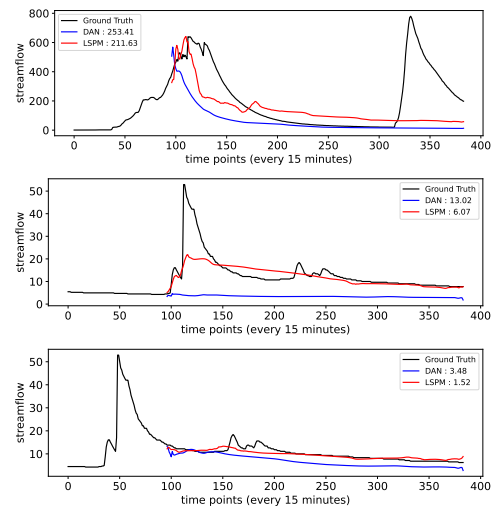 800
600
400
200
0
streamflow
Ground Truth
DAN : 253.41
LSPM : 211.63
0 50 100 150 200 250 300 350 400
time points (every 15 minutes)
50
40
30
20
10
0
streamflow
Ground Truth
DAN : 13.02
LSPM : 6.07
0 50 100 150 200 250 300 350 400
time points (every 15 minutes)
50
40
30
20
10
streamflow
Ground Truth
DAN : 3.48
LSPM : 1.52
0 50 100 150 200 250 300 350 400
time points (every 15 minutes)